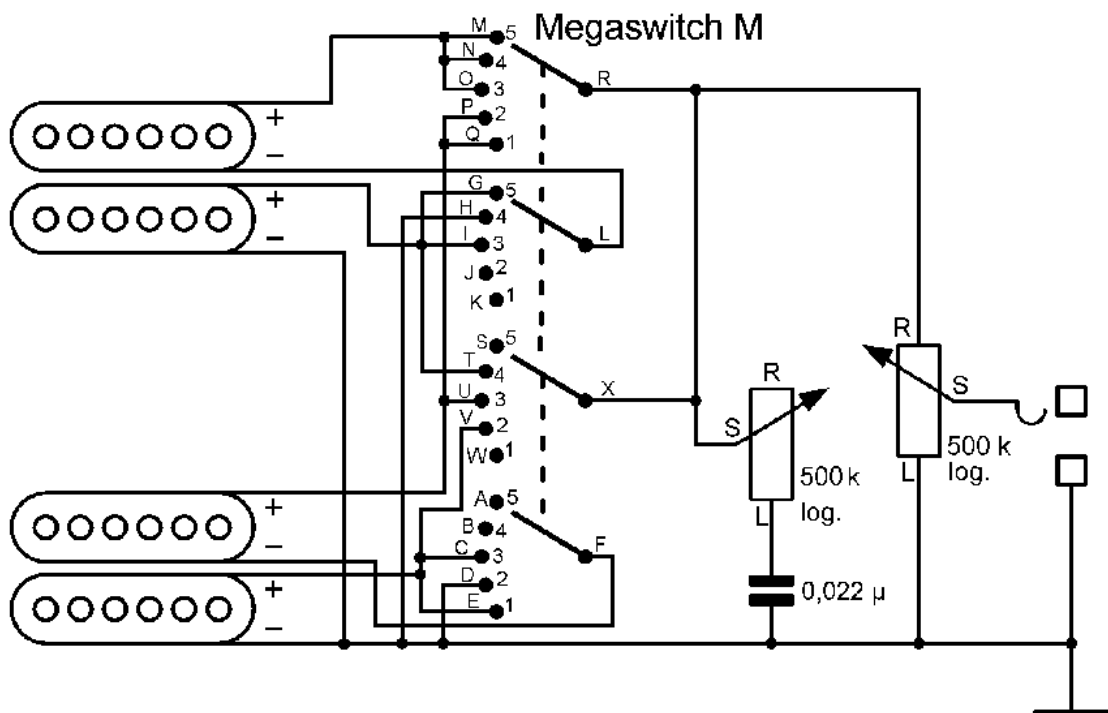 Megaswitch M
M 5
N 4
O 3
P 2
Q 1
R
+
−
+
−
G 5
H 4
I 3
J 2
K 1
L
S 5
T 4
U 3
V 2
W 1
X
R
S
500 k
log.
L
R
S
500 k
log.
L
0,022 µ
+
−
+
−
A 5
B 4
C 3
D 2
E 1
F